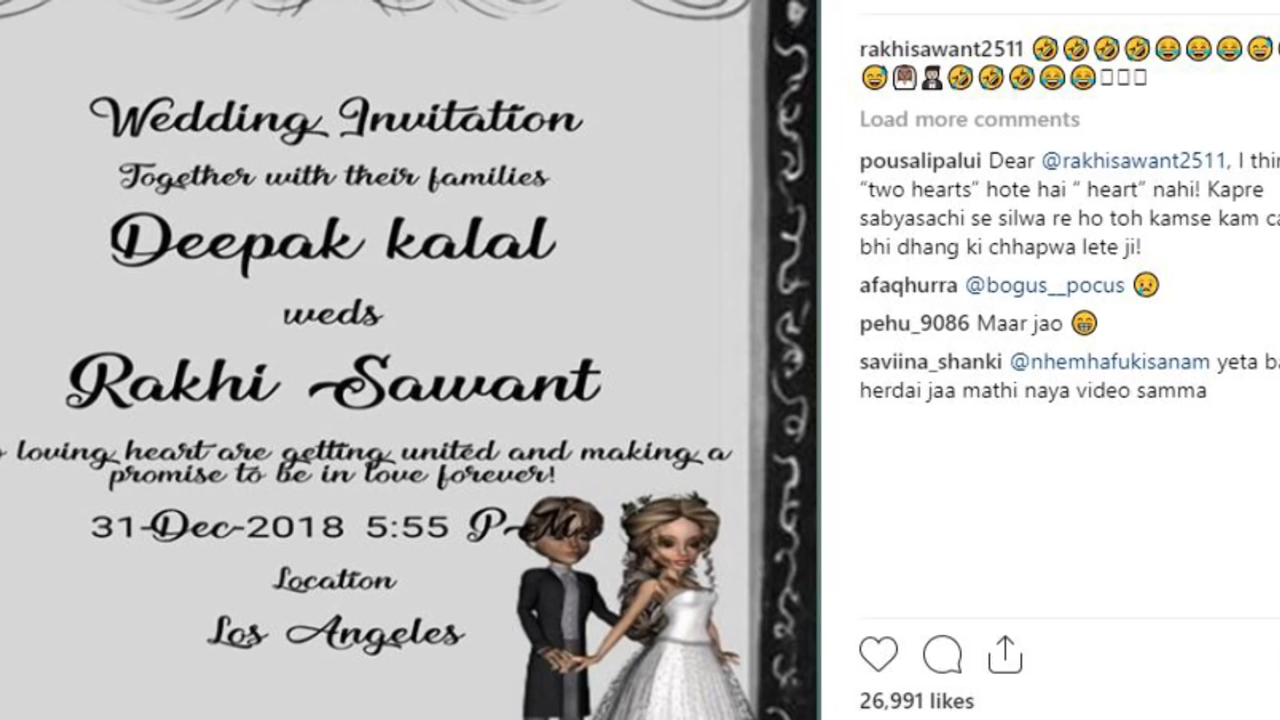 Wedding Invitation
Together with their families
Deepak kalal
weds
Rakhi Sawant
loving heart are getting united and making a
promise to be in love forever!
31-Dec-2018 5:55 P.M.
Location
Los Angeles
rakhisawant2511 🤣🤣🤣🤣😂😂😂😅
😅👰🤵🤣🤣🤣😂😂
Load more comments
pousalipalui Dear @rakhisawant2511, I
“two hearts” hote hai “ heart” nahi! Kapre
sabyasachi se silwa re ho toh kamse kam
bhi dhang ki chhapwa lete ji!
afaqhurra @bogus__pocus 😢
pehu_9086 Maar jao 😁
saviina_shanki @nhemhafukisanam yeta
herdai jaa mathi naya video samma
26,991 likes